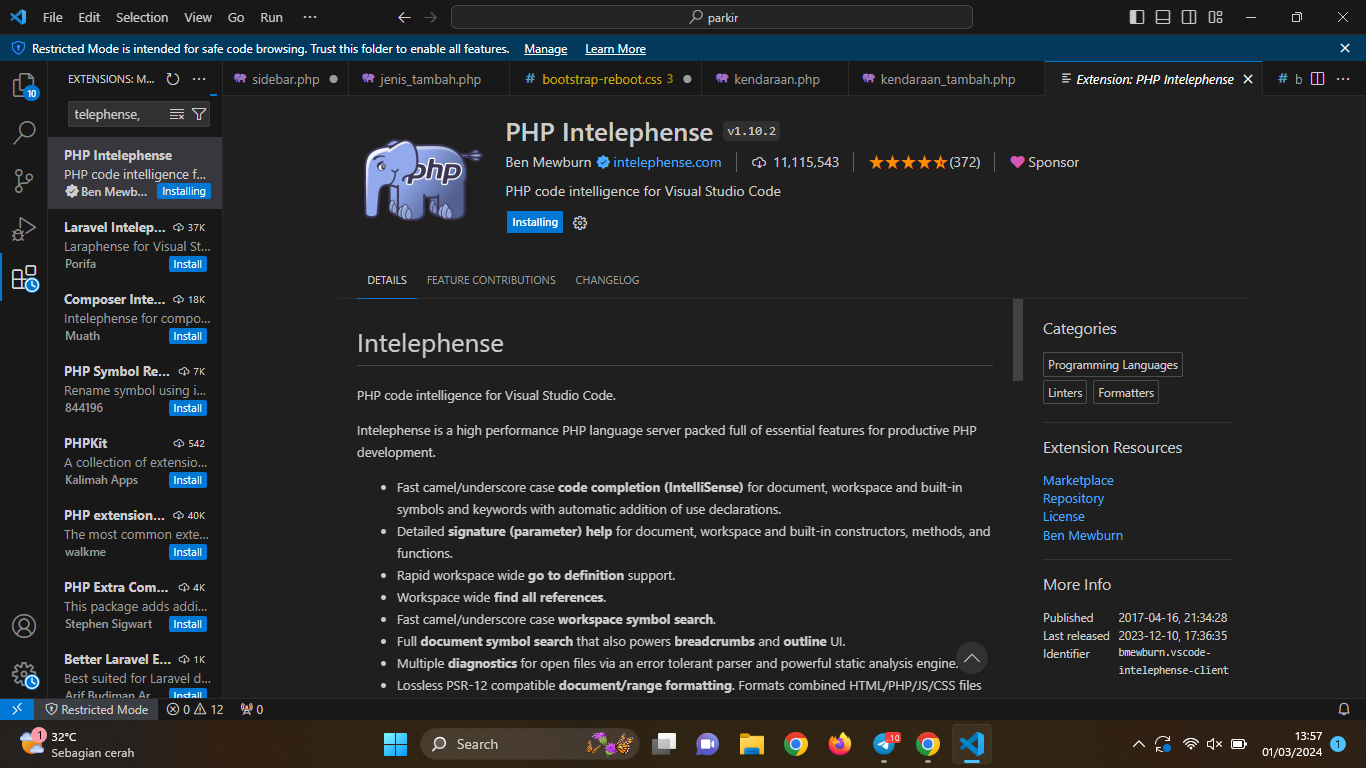 File Edit Selection View Go Run ··· parkir
Restricted Mode is intended for safe code browsing. Trust this folder to enable all features. Manage Learn More
EXTENSIONS: M... ··· sidebar.php jenis_tambah.php # bootstrap-reboot.css 3 kendaraan.php kendaraan_tambah.php Extension: PHP Intelephense # b ···
10
telephense,
PHP Intelephense
PHP code intelligence f...
Ben Mewb... Installing
Laravel Intelep... 37K
Laraphense for Visual St...
Porifa Install
Composer Inte... 18K
Intelephense for compo...
Muath Install
PHP Symbol Re... 7K
Rename symbol using i...
844196 Install
PHPKit 542
A collection of extensio...
Kalimah Apps Install
PHP extension... 40K
The most common exte...
walkme Install
PHP Extra Com... 4K
This package adds addi...
Stephen Sigwart Install
Better Laravel E... 1K
Best suited for Laravel d...
Arif Budiman Ar... Install
php
PHP Intelephense v1.10.2
Ben Mewburn intelephense.com 11,115,543 (372) Sponsor
PHP code intelligence for Visual Studio Code
Installing
DETAILS FEATURE CONTRIBUTIONS CHANGELOG
Intelephense
PHP code intelligence for Visual Studio Code.
Intelephense is a high performance PHP language server packed full of essential features for productive PHP
development.
• Fast camel/underscore case code completion (IntelliSense) for document, workspace and built-in
symbols and keywords with automatic addition of use declarations.
• Detailed signature (parameter) help for document, workspace and built-in constructors, methods, and
functions.
• Rapid workspace wide go to definition support.
• Workspace wide find all references.
• Fast camel/underscore case workspace symbol search.
• Full document symbol search that also powers breadcrumbs and outline UI.
• Multiple diagnostics for open files via an error tolerant parser and powerful static analysis engine.
• Lossless PSR-12 compatible document/range formatting. Formats combined HTML/PHP/JS/CSS files
Categories
Programming Languages
Linters Formatters
Extension Resources
Marketplace
Repository
License
Ben Mewburn
More Info
Published 2017-04-16, 21:34:28
Last released 2023-12-10, 17:36:35
Identifier bmewburn.vscode-
intelephense-client
Restricted Mode 0 12 0
1 32°C
Sebagian cerah
Search
.10
13:57
01/03/2024
1